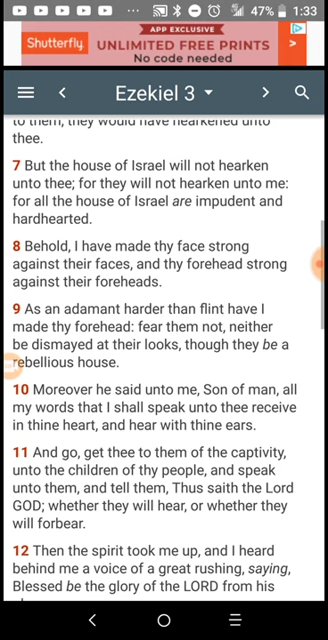 47% 1:33
APP EXCLUSIVE
Shutterfly. UNLIMITED FREE PRINTS >
No code needed
Ezekiel 3
to them, they would have hearkened unto
thee.
7 But the house of Israel will not hearken
unto thee; for they will not hearken unto me:
for all the house of Israel are impudent and
hardhearted.
8 Behold, I have made thy face strong
against their faces, and thy forehead strong
against their foreheads.
9 As an adamant harder than flint have I
made thy forehead: fear them not, neither
be dismayed at their looks, though they be a
rebellious house.
10 Moreover he said unto me, Son of man, all
my words that I shall speak unto thee receive
in thine heart, and hear with thine ears.
11 And go, get thee to them of the captivity,
unto the children of thy people, and speak
unto them, and tell them, Thus saith the Lord
GOD; whether they will hear, or whether they
will forbear.
12 Then the spirit took me up, and I heard
behind me a voice of a great rushing, saying,
Blessed be the glory of the LORD from his